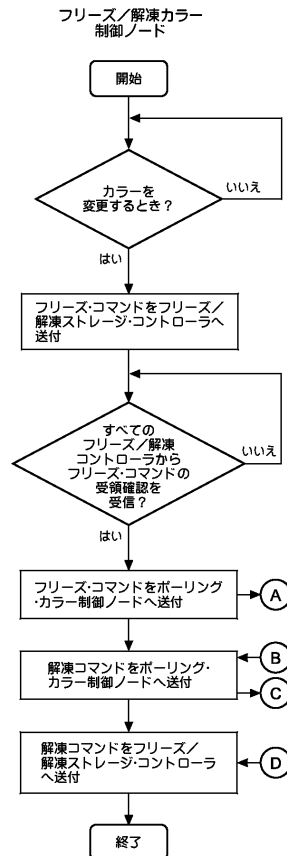 フリーズ／解凍カラー
制御ノード
開始
カラーを
変更するとき？
いいえ
はい
フリーズ・コマンドをフリーズ／
解凍ストレージ・コントローラへ
送付
すべての
フリーズ／解凍
コントローラから
フリーズ・コマンドの
受領確認を
受信？
いいえ
はい
フリーズ・コマンドをポーリング
・カラー制御ノードへ送付
A
解凍コマンドをポーリング・
カラー制御ノードへ送付
B
C
解凍コマンドをフリーズ／
解凍ストレージ・コントローラ
へ送付
D
終了